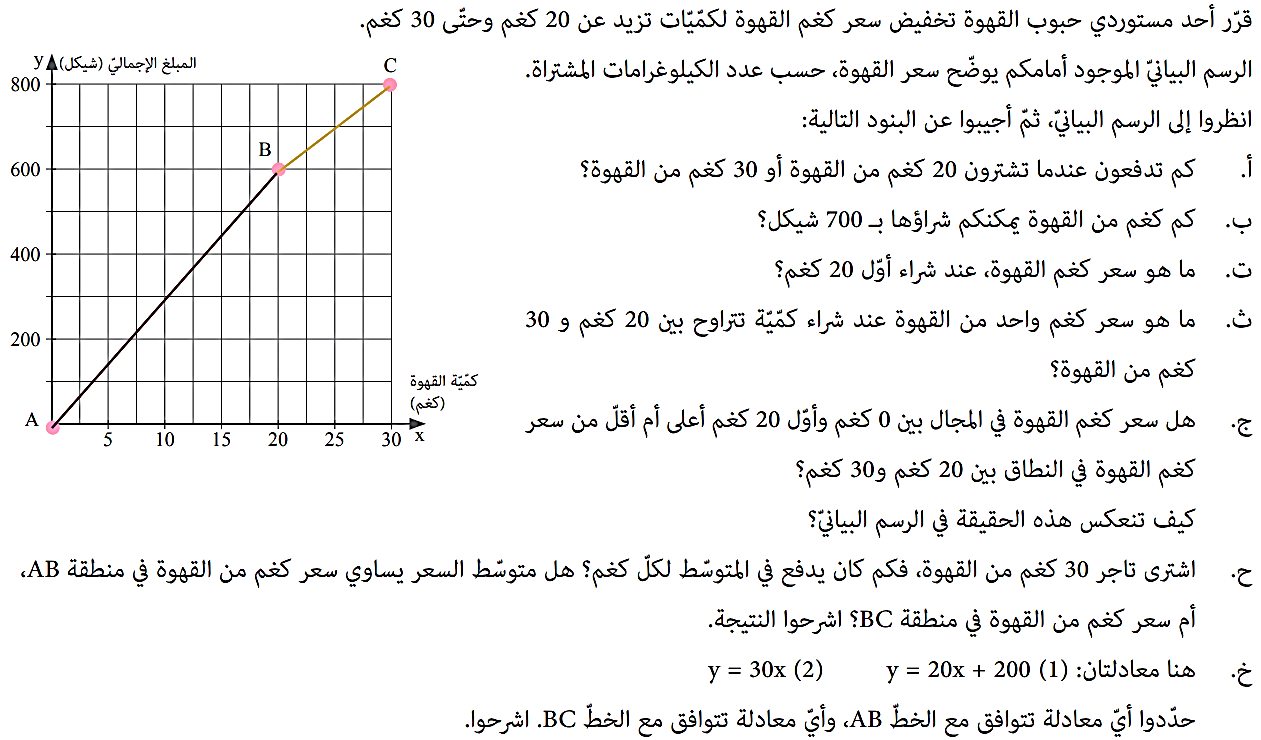 قرّر أحد مستوردي حبوب القهوة تخفيض سعر كغم القهوة لكمّيّات تزيد عن 20 كغم وحتّى 30 كغم.
الرسم البيانيّ الموجود أمامكم يوضّح سعر القهوة، حسب عدد الكيلوغرامات المشتراة.
انظروا إلى الرسم البيانيّ، ثمّ أجيبوا عن البنود التالية:
أ. كم تدفعون عندما تشترون 20 كغم من القهوة أو 30 كغم من القهوة؟
ب. كم كغم من القهوة يمكنكم شراؤها بـ 700 شيكل؟
ت. ما هو سعر كغم القهوة، عند شراء أوّل 20 كغم؟
ث. ما هو سعر كغم واحد من القهوة عند شراء كمّيّة تتراوح بين 20 كغم و 30
كغم من القهوة؟
ج. هل سعر كغم القهوة في المجال بين 0 كغم وأوّل 20 كغم أعلى أم أقلّ من سعر
كغم القهوة في النطاق بين 20 كغم و30 كغم؟
كيف تنعكس هذه الحقيقة في الرسم البيانيّ؟
ح. اشترى تاجر 30 كغم من القهوة، فكم كان يدفع في المتوسّط لكلّ كغم؟ هل متوسّط السعر يساوي سعر كغم من القهوة في منطقة AB،
أم سعر كغم من القهوة في منطقة BC؟ اشرحوا النتيجة.
خ. هنا معادلتان: (1) y = 20x + 200 (2) y = 30x
حدّدوا أيّ معادلة تتوافق مع الخطّ AB، وأيّ معادلة تتوافق مع الخطّ BC. اشرحوا.
y
المبلغ الإجماليّ (شيكل)
C
800
B
600
400
200
كمّيّة القهوة
(كغم)
A
x
5 10 15 20 25 30